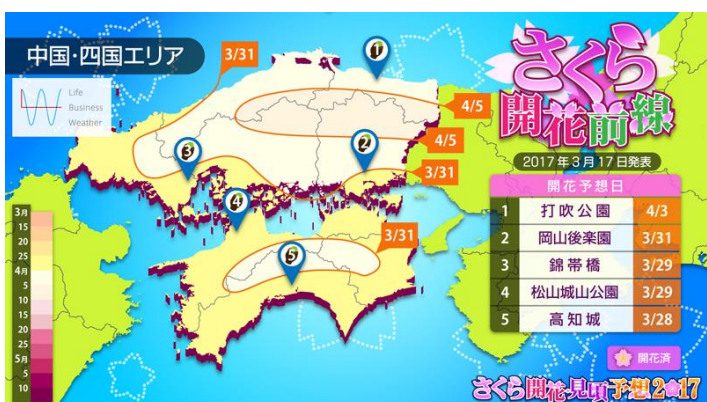 中国・四国エリア
Life
Business
Weather
3/31
4/5
4/5
3/31
3/31
1
2
3
4
5
さくら
開花前線
2017年3月17日発表
開花予想日
1 打吹公園 4/3
2 岡山後楽園 3/31
3 錦帯橋 3/29
4 松山城山公園 3/29
5 高知城 3/28
開花済
3月
15
20
25
4月
5
10
15
20
25
5月
5
10
さくら開花・見頃予想2017